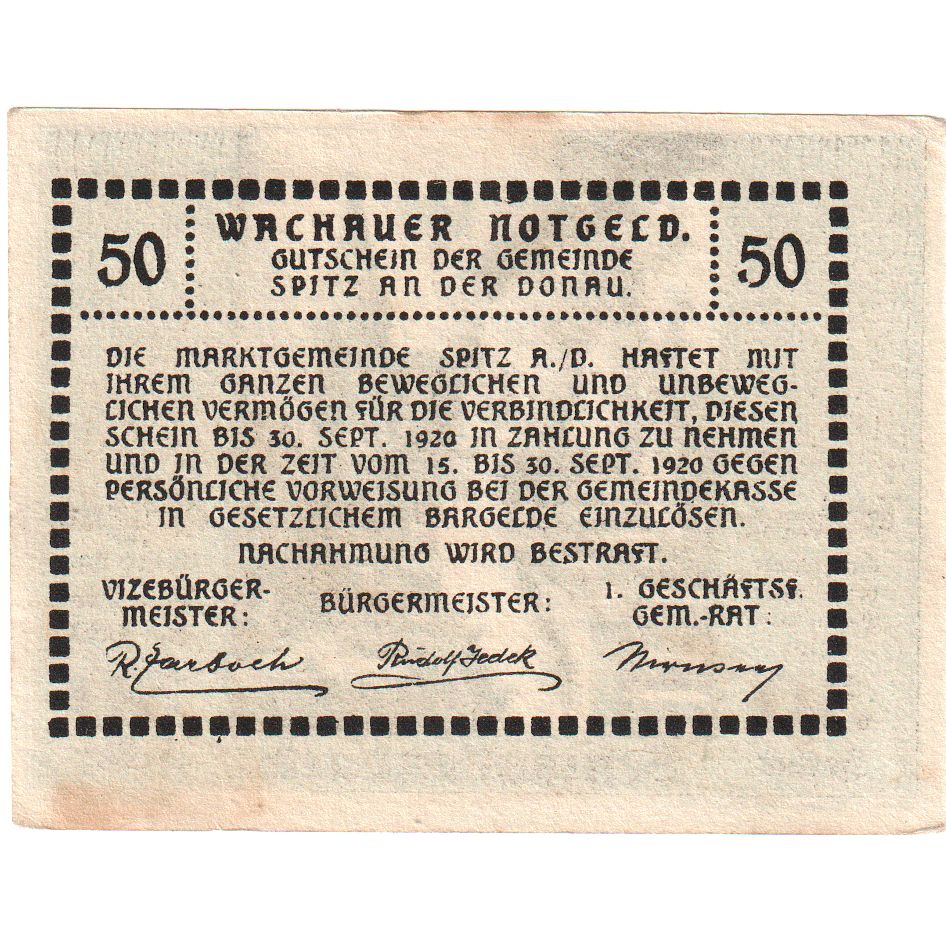 50
WACHAUER NOTGELD.
GUTSCHEIN DER GEMEINDE
SPITZ AN DER DONAU.
50
DIE MARKTGEMEINDE SPITZ A./D. HAFTET MIT
IHREM GANZEN BEWEGLICHEN UND UNBEWEG-
LICHEN VERMÖGEN FÜR DIE VERBINDLICHKEIT, DIESEN
SCHEIN BIS 30. SEPT. 1920 IN ZAHLUNG ZU NEHMEN
UND IN DER ZEIT VOM 15. BIS 30. SEPT. 1920 GEGEN
PERSÖNLICHE VORWEISUNG BEI DER GEMEINDEKASSE
IN GESETZLICHEM BARGELDE EINZULÖSEN.
NACHAHMUNG WIRD BESTRAFT.
VIZEBÜRGER-
MEISTER:
BÜRGERMEISTER:
1. GESCHÄFTSF.
GEM.-RAT:
Rudolf Jedek